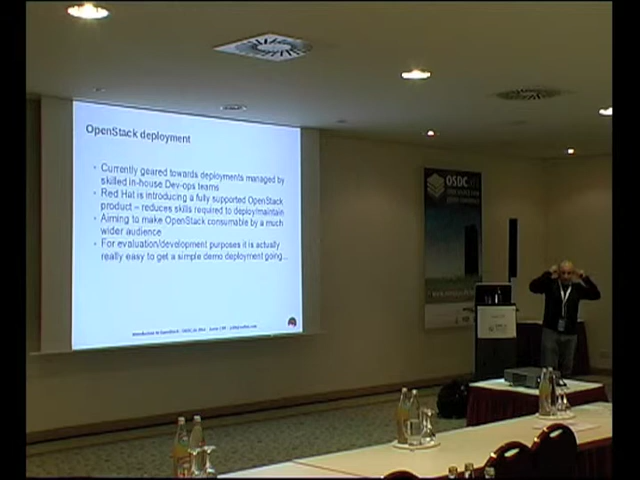 OpenStack deployment
• Currently geared towards deployments managed by
skilled in-house Dev-ops teams
• Red Hat is introducing a fully supported OpenStack
product – reduces skills required to deploy/maintain
• Aiming to make OpenStack consumable by a much
wider audience
• For evaluation/development purposes it is actually
really easy to get a simple demo deployment going...
OSDC